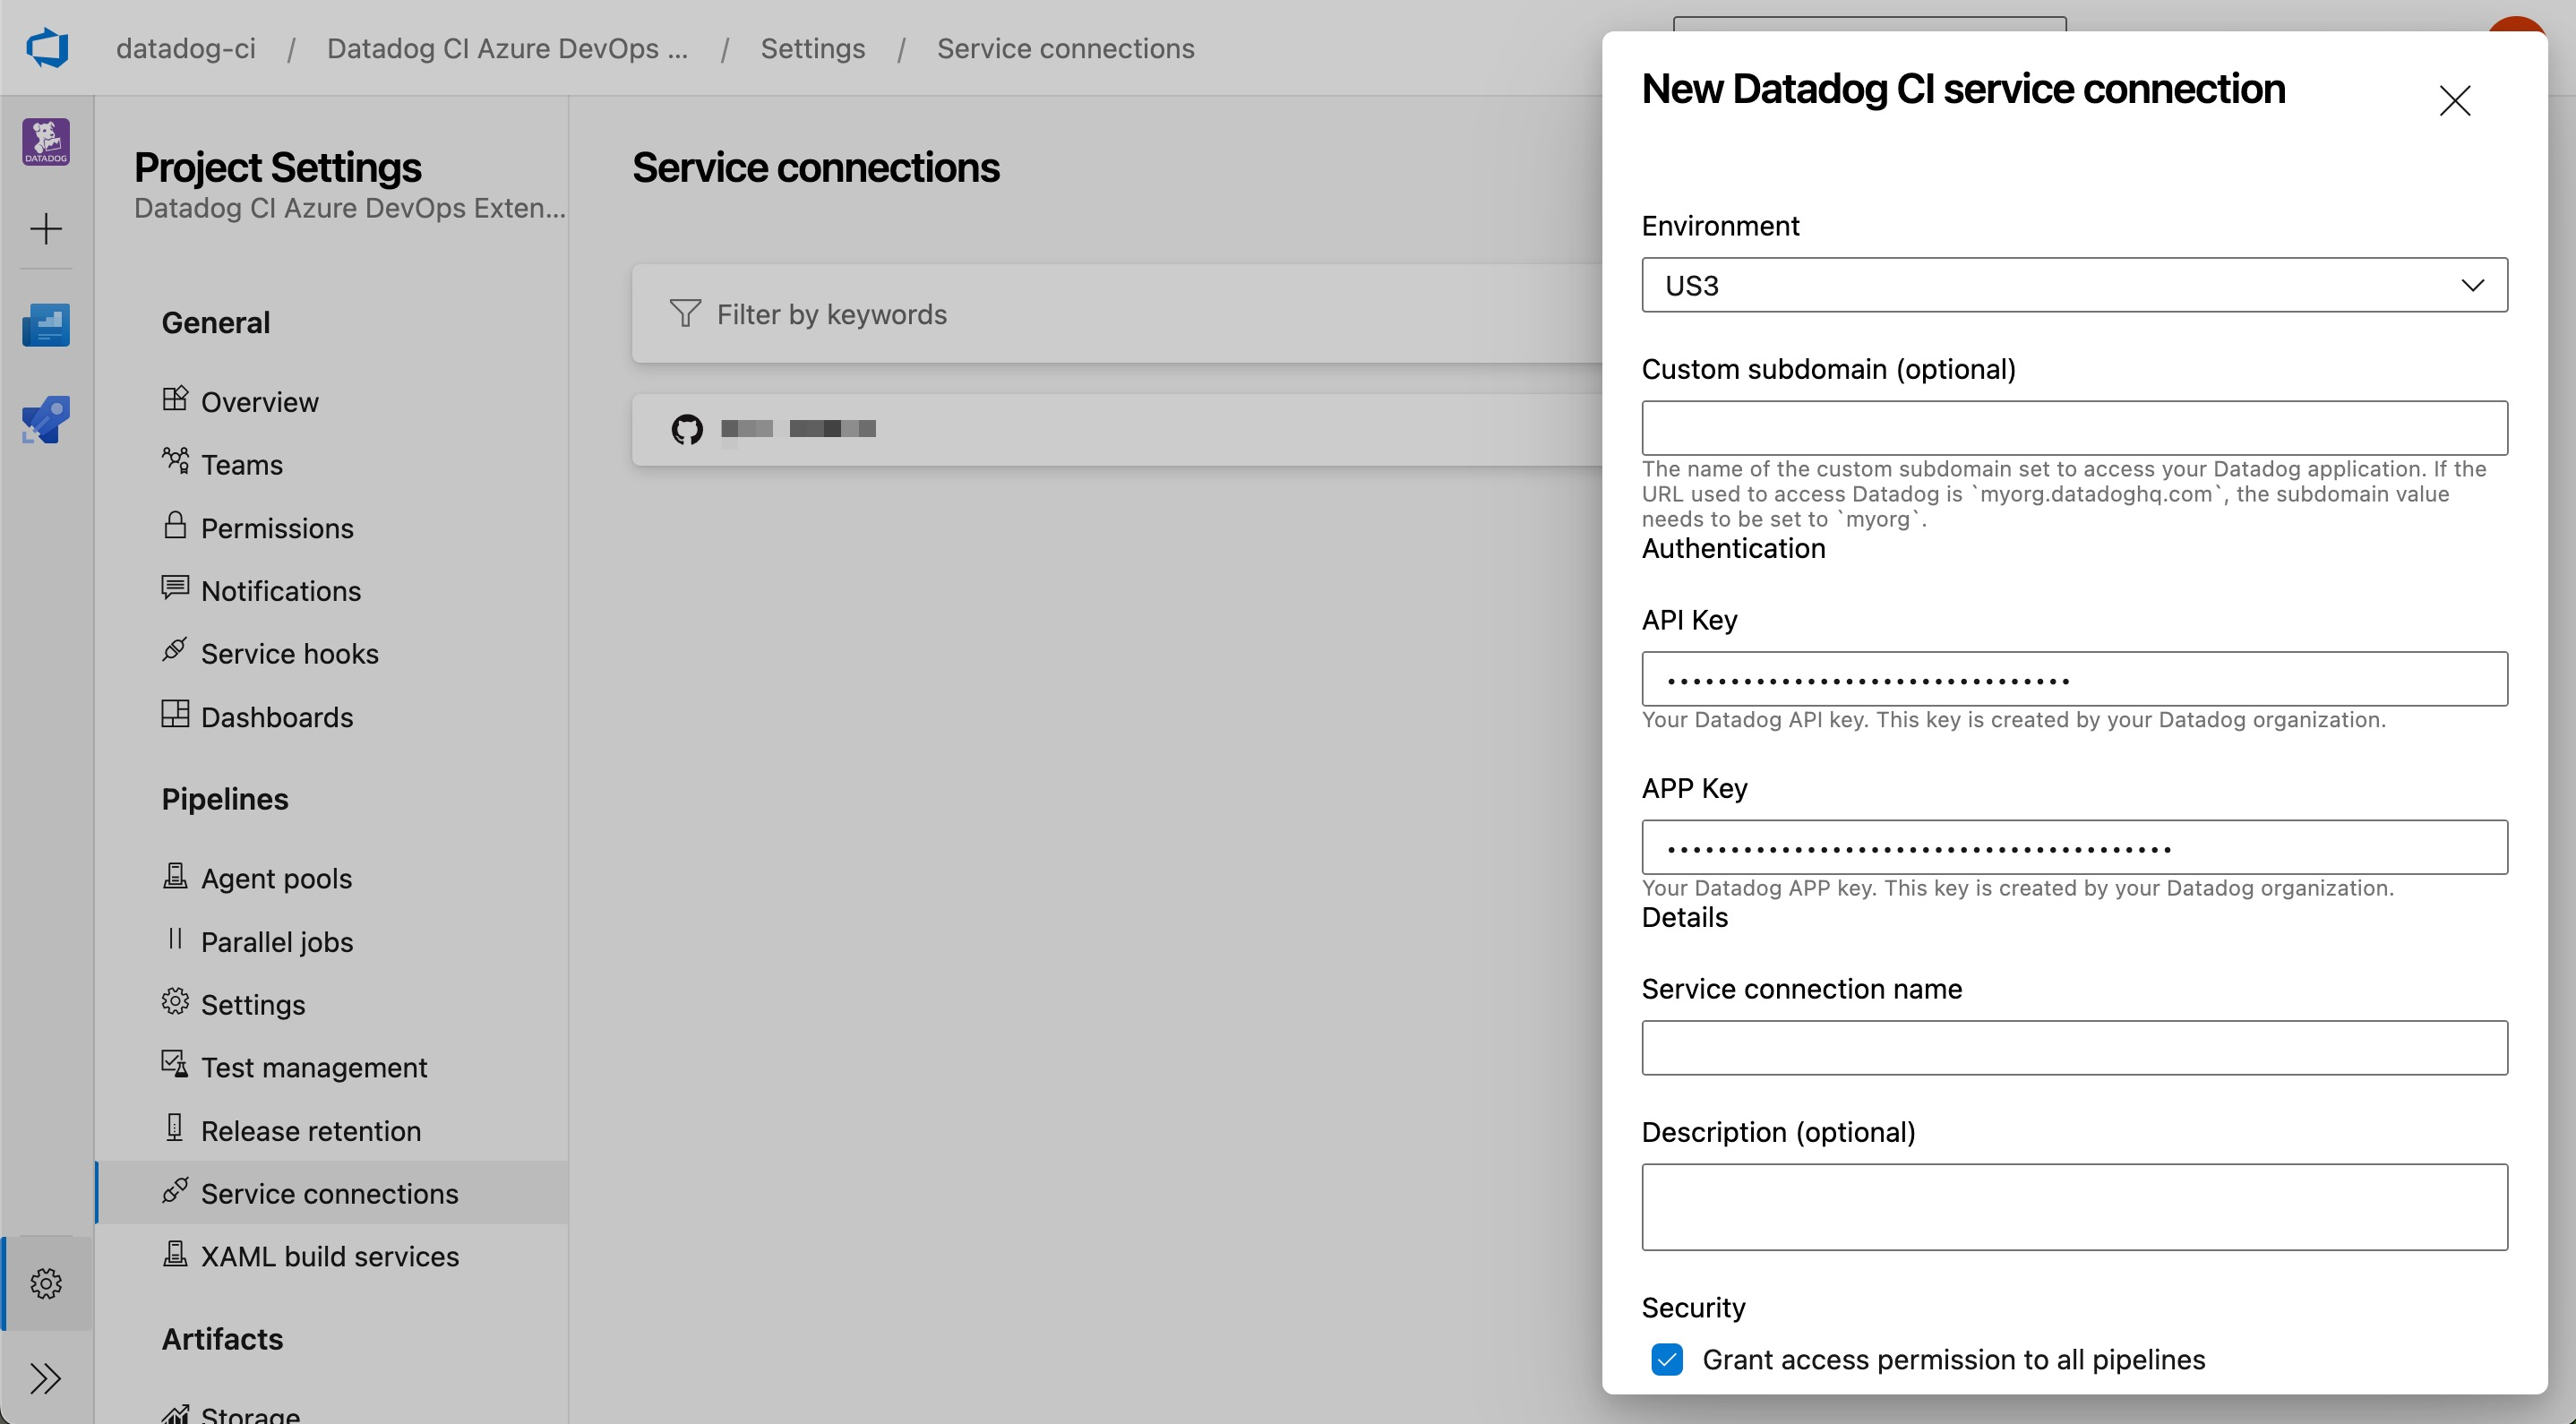 datadog-ci / Datadog CI Azure DevOps ... / Settings / Service connections
DATADOG
Project Settings
Datadog CI Azure DevOps Exten...
General
Overview
Teams
Permissions
Notifications
Service hooks
Dashboards
Pipelines
Agent pools
Parallel jobs
Settings
Test management
Release retention
Service connections
XAML build services
Artifacts
Storage
Service connections
Filter by keywords
New Datadog CI service connection
Environment
US3
Custom subdomain (optional)
The name of the custom subdomain set to access your Datadog application. If the
URL used to access Datadog is `myorg.datadoghq.com`, the subdomain value
needs to be set to `myorg`.
Authentication
API Key
Your Datadog API key. This key is created by your Datadog organization.
APP Key
Your Datadog APP key. This key is created by your Datadog organization.
Details
Service connection name
Description (optional)
Security
Grant access permission to all pipelines